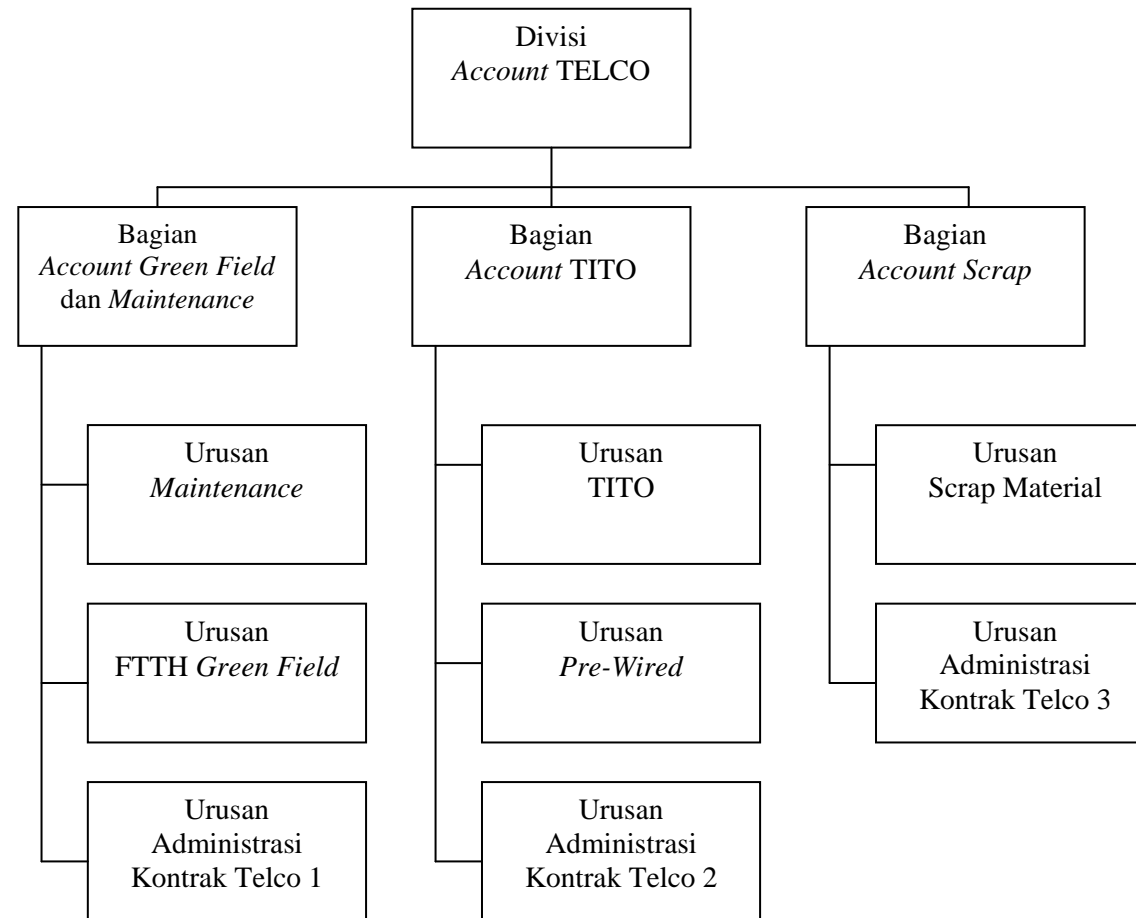 Divisi
Account TELCO
Bagian
Account Green Field
dan Maintenance
Bagian
Account TITO
Bagian
Account Scrap
Urusan
Maintenance
Urusan
TITO
Urusan
Scrap Material
Urusan
FTTH Green Field
Urusan
Pre-Wired
Urusan
Administrasi
Kontrak Telco 3
Urusan
Administrasi
Kontrak Telco 1
Urusan
Administrasi
Kontrak Telco 2